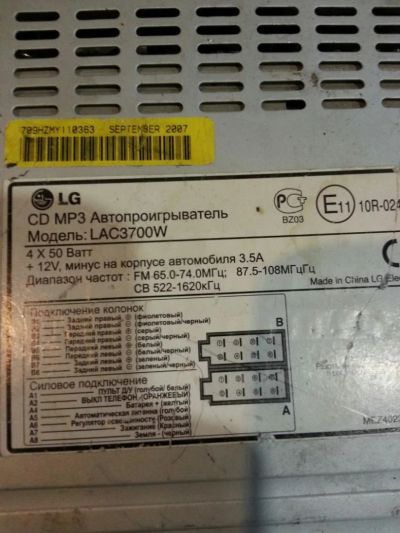 709HZMY110363 - SEPTEMBER 2007
LG
CD MP3 Автопроигрыватель
Модель: LAC3700W
4 X 50 Ватт
+ 12V, минус на корпусе автомобиля 3.5A
Диапазон частот : FM 65.0-74.0МГц; 87.5-108МГцГц
СВ 522-1620кГц
BZ03
E11 10R-024
Made in China LG Ele
Подключение колонок
Задний правый (фиолетовый)
Задний правый (фиолетовый/черный)
Передний правый (серый)
Передний правый (серый/черный)
Передний левый (белый)
Передний левый (белый/черный)
Задний левый (зеленый)
Задний левый (зеленый/черный)
B
Силовое подключение
A1 ПУЛЬТ Д/У (голубой/ белый)
A2 ВЫКЛ ТЕЛЕФОН (ОРАНЖЕВЫЙ)
A4 Батарея + (желтый)
A5 Автоматическая антенна (голубой)
A6 Регулятор освещенности (Розовый)
A7 Зажигание (Красный)
A8 Земля - (черный)
A